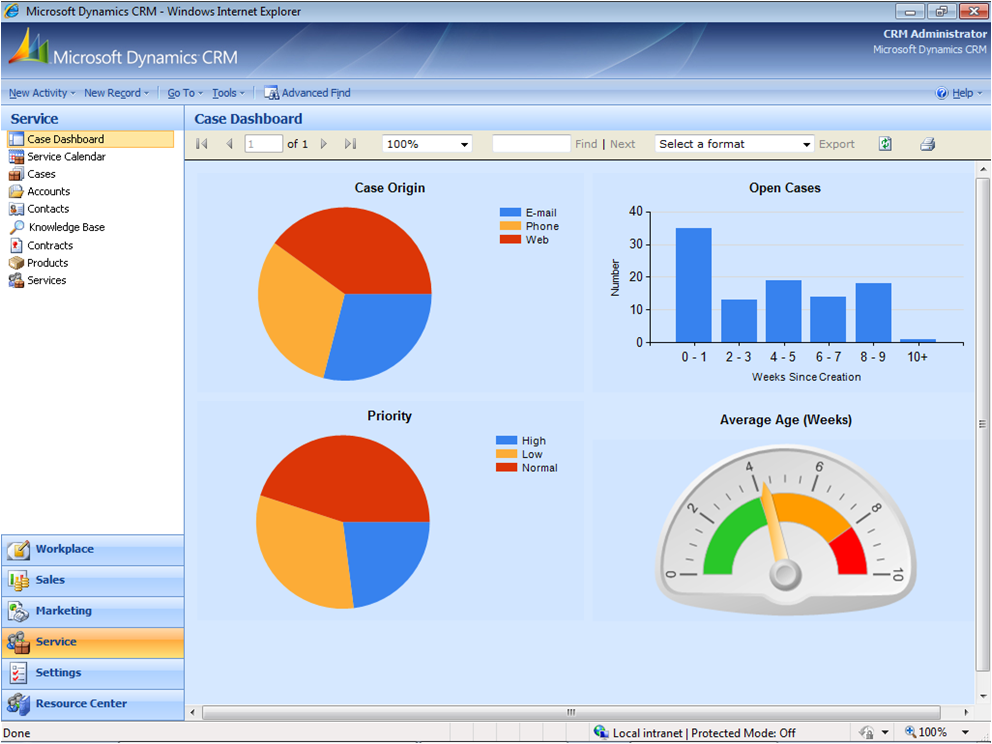 Microsoft Dynamics CRM - Windows Internet Explorer
Microsoft Dynamics CRM
CRM Administrator
Microsoft Dynamics CRM
New Activity New Record Go To Tools Advanced Find Help
Service
Case Dashboard
Service Calendar
Cases
Accounts
Contacts
Knowledge Base
Contracts
Products
Services
Workplace
Sales
Marketing
Service
Settings
Resource Center
Case Dashboard
1 of 1 100% Find | Next Select a format Export
Case Origin
E-mail
Phone
Web
Open Cases
Number
40
30
20
10
0
0 - 1 2 - 3 4 - 5 6 - 7 8 - 9 10+
Weeks Since Creation
Priority
High
Low
Normal
Average Age (Weeks)
0 2 4 6 8 10
Done Local intranet | Protected Mode: Off 100%